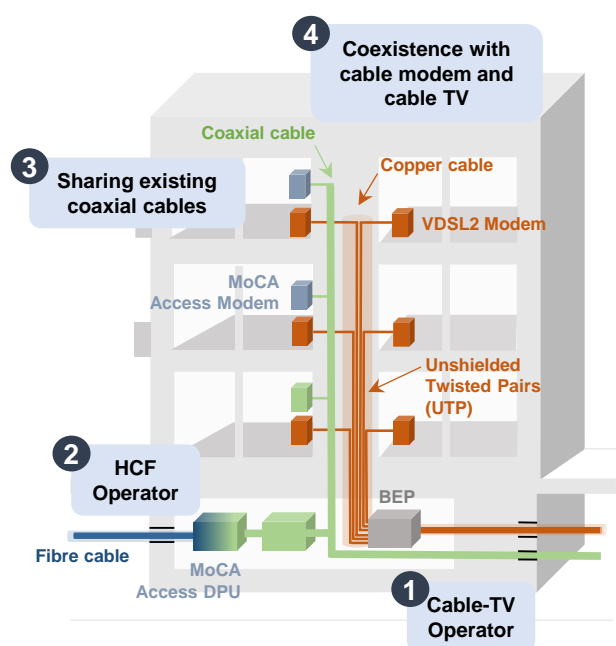 4
Coexistence with
cable modem and
cable TV
Coaxial cable
3
Sharing existing
coaxial cables
Copper cable
VDSL2 Modem
MoCA
Access Modem
Unshielded
Twisted Pairs
(UTP)
2
HCF
Operator
BEP
Fibre cable
MoCA
Access DPU
1
Cable-TV
Operator